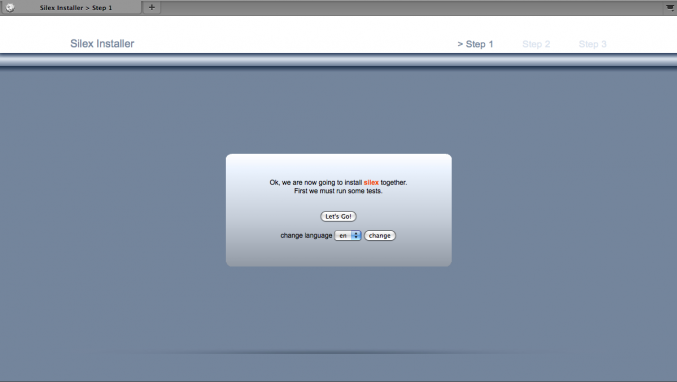 Silex Installer > Step 1
Silex Installer
> Step 1
Step 2
Step 3
Ok, we are now going to install silex together.
First we must run some tests.
Let's Go!
change language en change